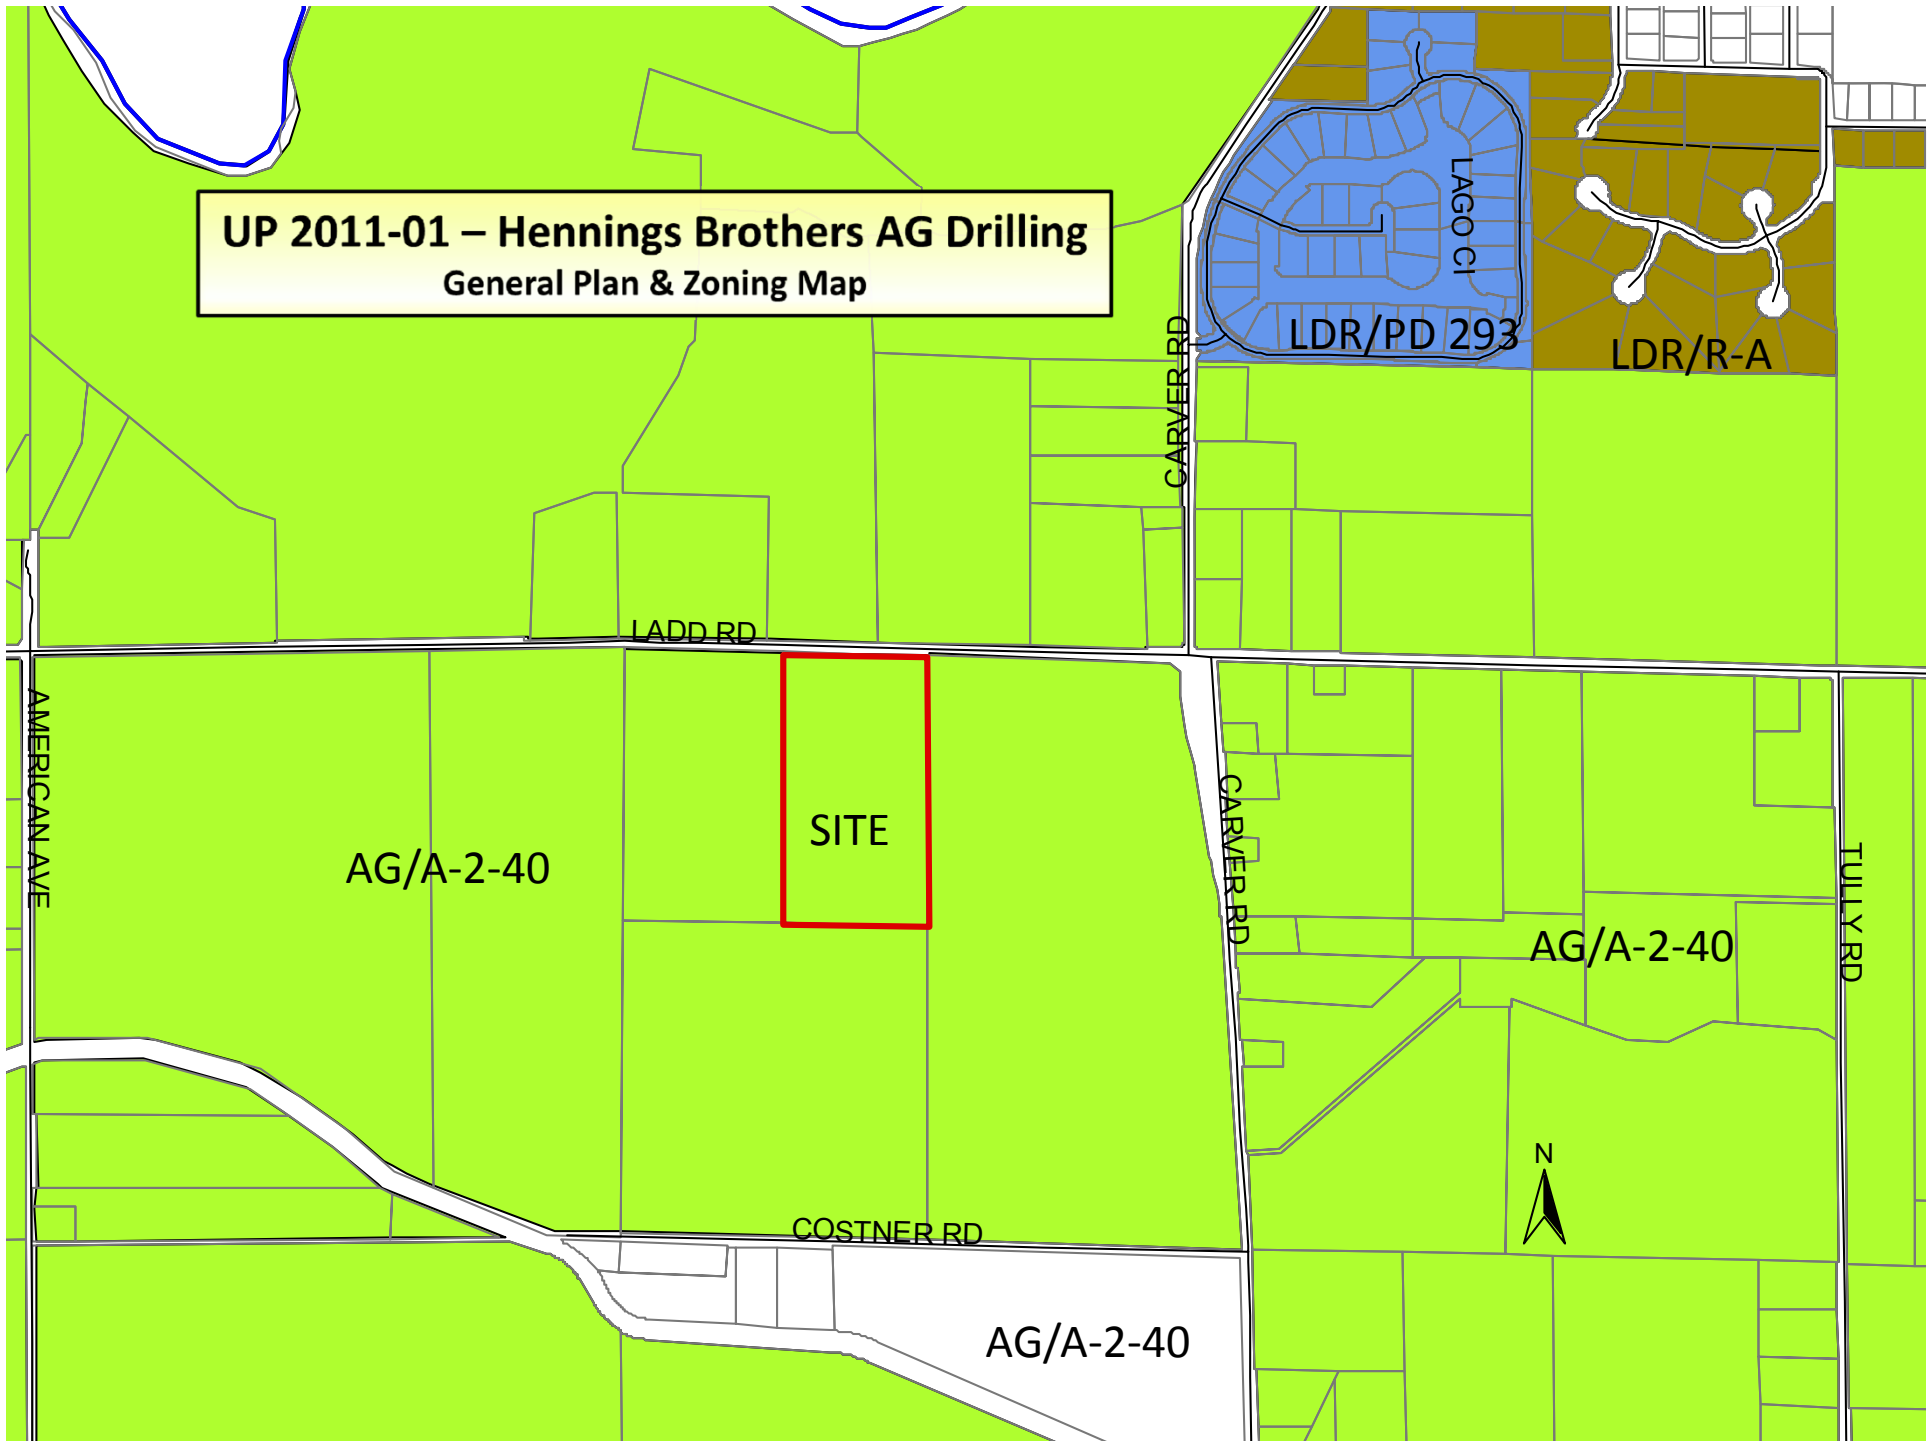 UP 2011-01 – Hennings Brothers AG Drilling
General Plan & Zoning Map
LAGO CI
LDR/PD 293
LDR/R-A
CARVER RD
LADD RD
AMERICAN AVE
SITE
AG/A-2-40
CARVER RD
AG/A-2-40
TULLY RD
N
COSTNER RD
AG/A-2-40